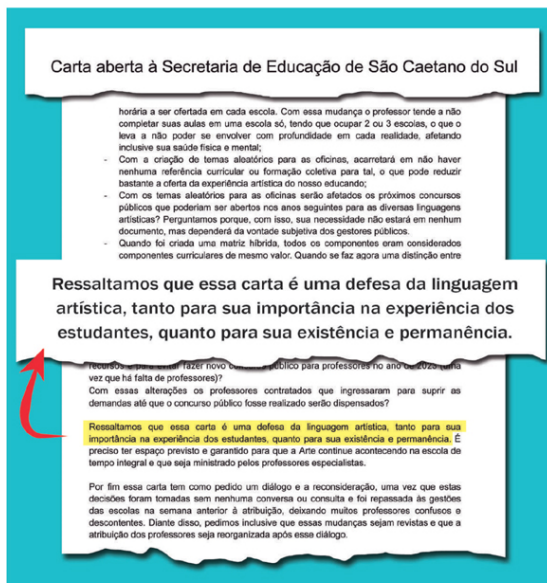 Carta aberta à Secretaria de Educação de São Caetano do Sul
horária a ser ofertada em cada escola. Com essa mudança o professor tende a não
completar suas aulas em uma escola só, tendo que ocupar 2 ou 3 escolas, o que o
leva a não poder se envolver com profundidade em cada realidade, afetando
inclusive sua saúde física e mental;
- Com a criação de temas aleatórios para as oficinas, acarretará em não haver
nenhuma referência curricular ou formação coletiva para tal, o que pode reduzir
bastante a oferta da experiência artística do nosso educando;
- Com os temas aleatórios para as oficinas serão afetados os próximos concursos
públicos que poderiam ser abertos nos anos seguintes para as diversas linguagens
artísticas? Perguntamos porque, com isso, sua necessidade não estará em nenhum
documento, mas dependerá da vontade subjetiva dos gestores públicos.
- Quando foi criada uma matriz híbrida, todos os componentes eram considerados
componentes curriculares de mesmo valor. Quando se faz agora uma distinção entre
Ressaltamos que essa carta é uma defesa da linguagem
artística, tanto para sua importância na experiência dos
estudantes, quanto para sua existência e permanência.
recursos e para evitar fazer novo público para professores no ano de
vez que há falta de professores)?
Com essas alterações os professores contratados que ingressaram para suprir as
demandas até que o concurso público fosse realizado serão dispensados?
Ressaltamos que essa carta é uma defesa da linguagem artística, tanto para sua
importância na experiência dos estudantes, quanto para sua existência e permanência. É
preciso ter espaço previsto e garantido para que a Arte continue acontecendo na escola de
tempo integral e que seja ministrado pelos professores especialistas.
Por fim essa carta tem como pedido um diálogo e a reconsideração, uma vez que estas
decisões foram tomadas sem nenhuma conversa ou consulta e foi repassada às gestões
das escolas na semana anterior à atribuição, deixando muitos professores confusos e
descontentes. Diante disso, pedimos inclusive que essas mudanças sejam revistas e que a
atribuição dos professores seja reorganizada após esse diálogo.